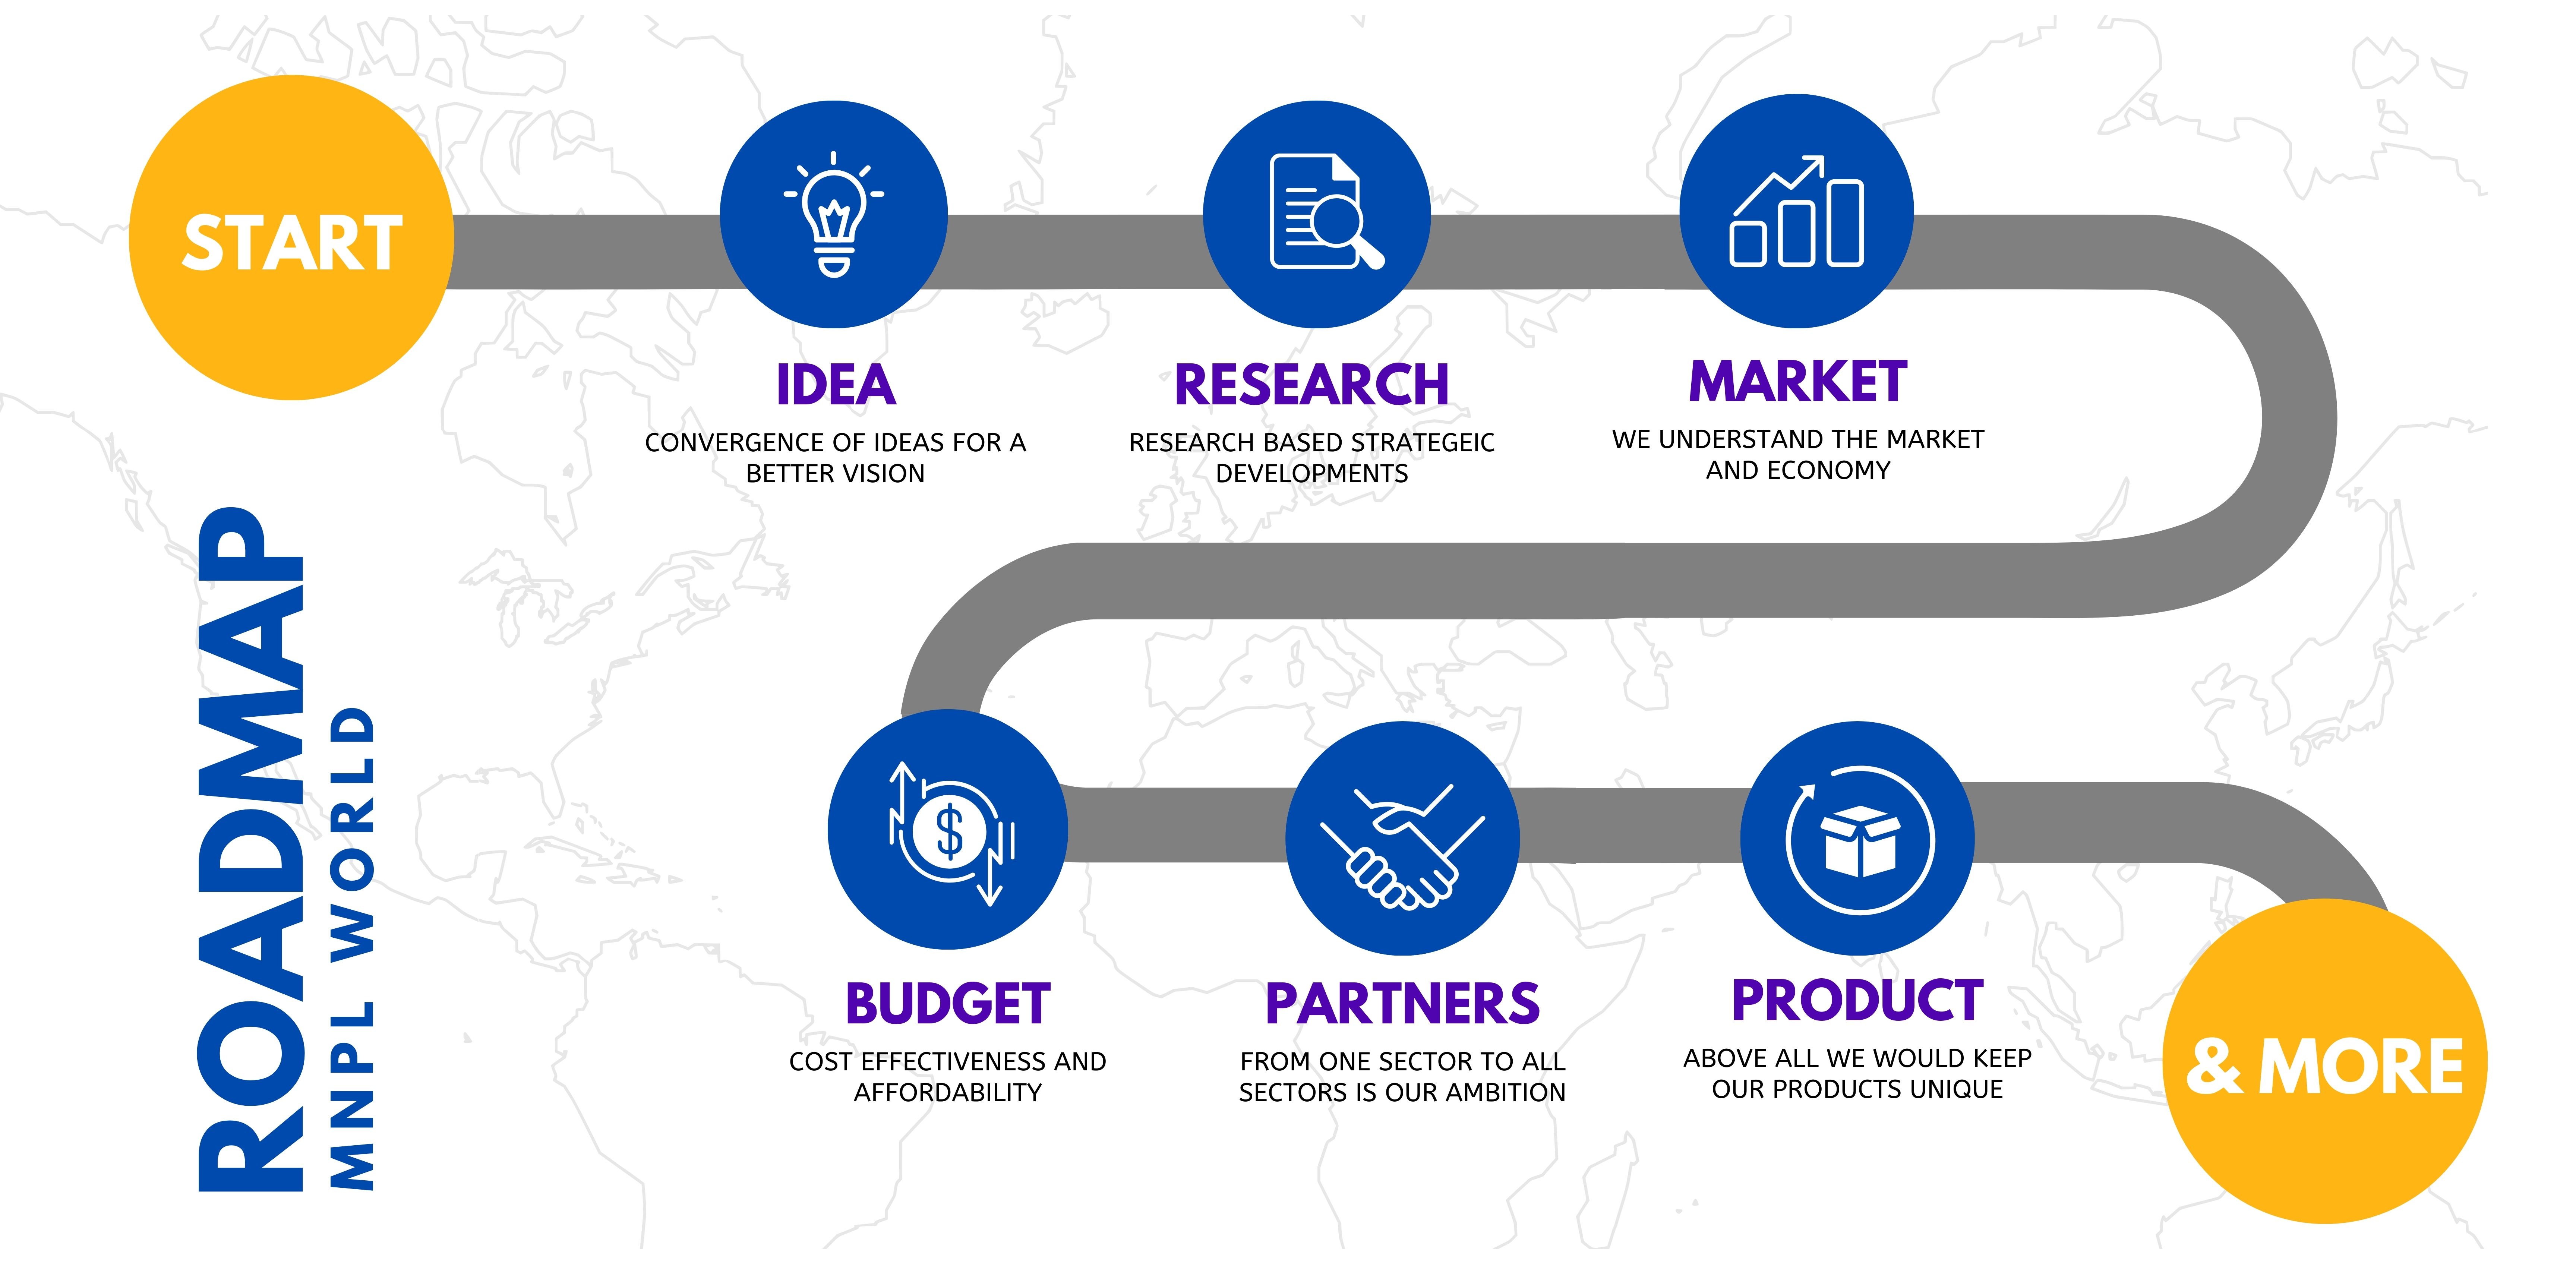 START
IDEA
CONVERGENCE OF IDEAS FOR A
BETTER VISION
RESEARCH
RESEARCH BASED STRATEGEIC
DEVELOPMENTS
MARKET
WE UNDERSTAND THE MARKET
AND ECONOMY
ROADMAP
MNPL WORLD
$
BUDGET
COST EFFECTIVENESS AND
AFFORDABILITY
PARTNERS
FROM ONE SECTOR TO ALL
SECTORS IS OUR AMBITION
PRODUCT
ABOVE ALL WE WOULD KEEP
OUR PRODUCTS UNIQUE
& MORE